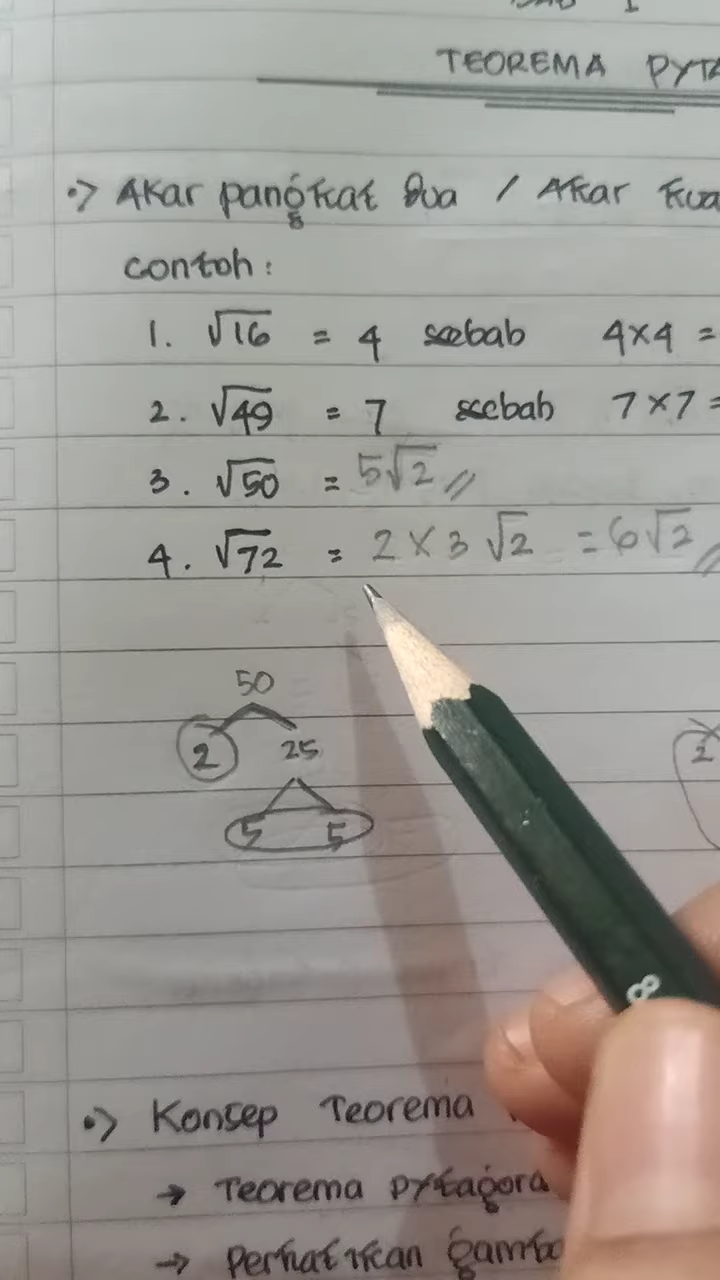 TEOREMA PYTA
•> Akar pangkat Dua / Akar kua
contoh:
1. √16 = 4 sebab 4×4 =
2. √49 = 7 sebab 7×7 =
3. √50 = 5√2 //
4. √72 = 2 × 3 √2 = 6√2 //
50
2 25
2
5 5
•> Konsep Teorema
→ Teorema pytagora
→ Perhatikan gamba
8